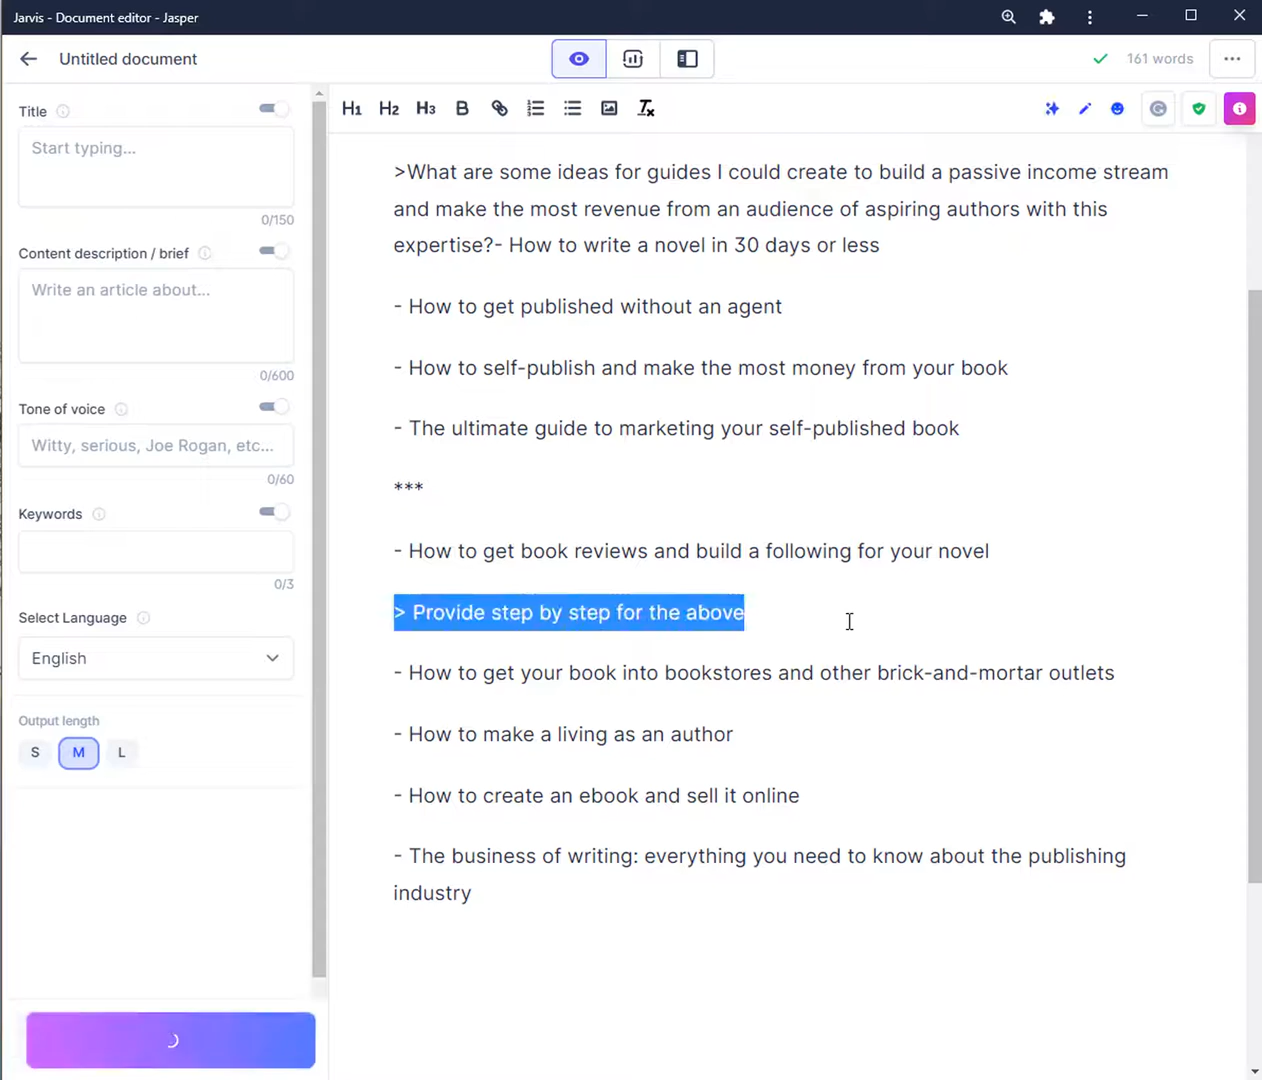 Jarvis - Document editor - Jasper
Untitled document
161 words
Title
Start typing...
0/150
Content description / brief
Write an article about...
0/600
Tone of voice
Witty, serious, Joe Rogan, etc...
0/60
Keywords
0/3
Select Language
English
Output length
S M L
H1 H2 H3 B
>What are some ideas for guides I could create to build a passive income stream
and make the most revenue from an audience of aspiring authors with this
expertise?- How to write a novel in 30 days or less
- How to get published without an agent
- How to self-publish and make the most money from your book
- The ultimate guide to marketing your self-published book
***
- How to get book reviews and build a following for your novel
> Provide step by step for the above
- How to get your book into bookstores and other brick-and-mortar outlets
- How to make a living as an author
- How to create an ebook and sell it online
- The business of writing: everything you need to know about the publishing
industry